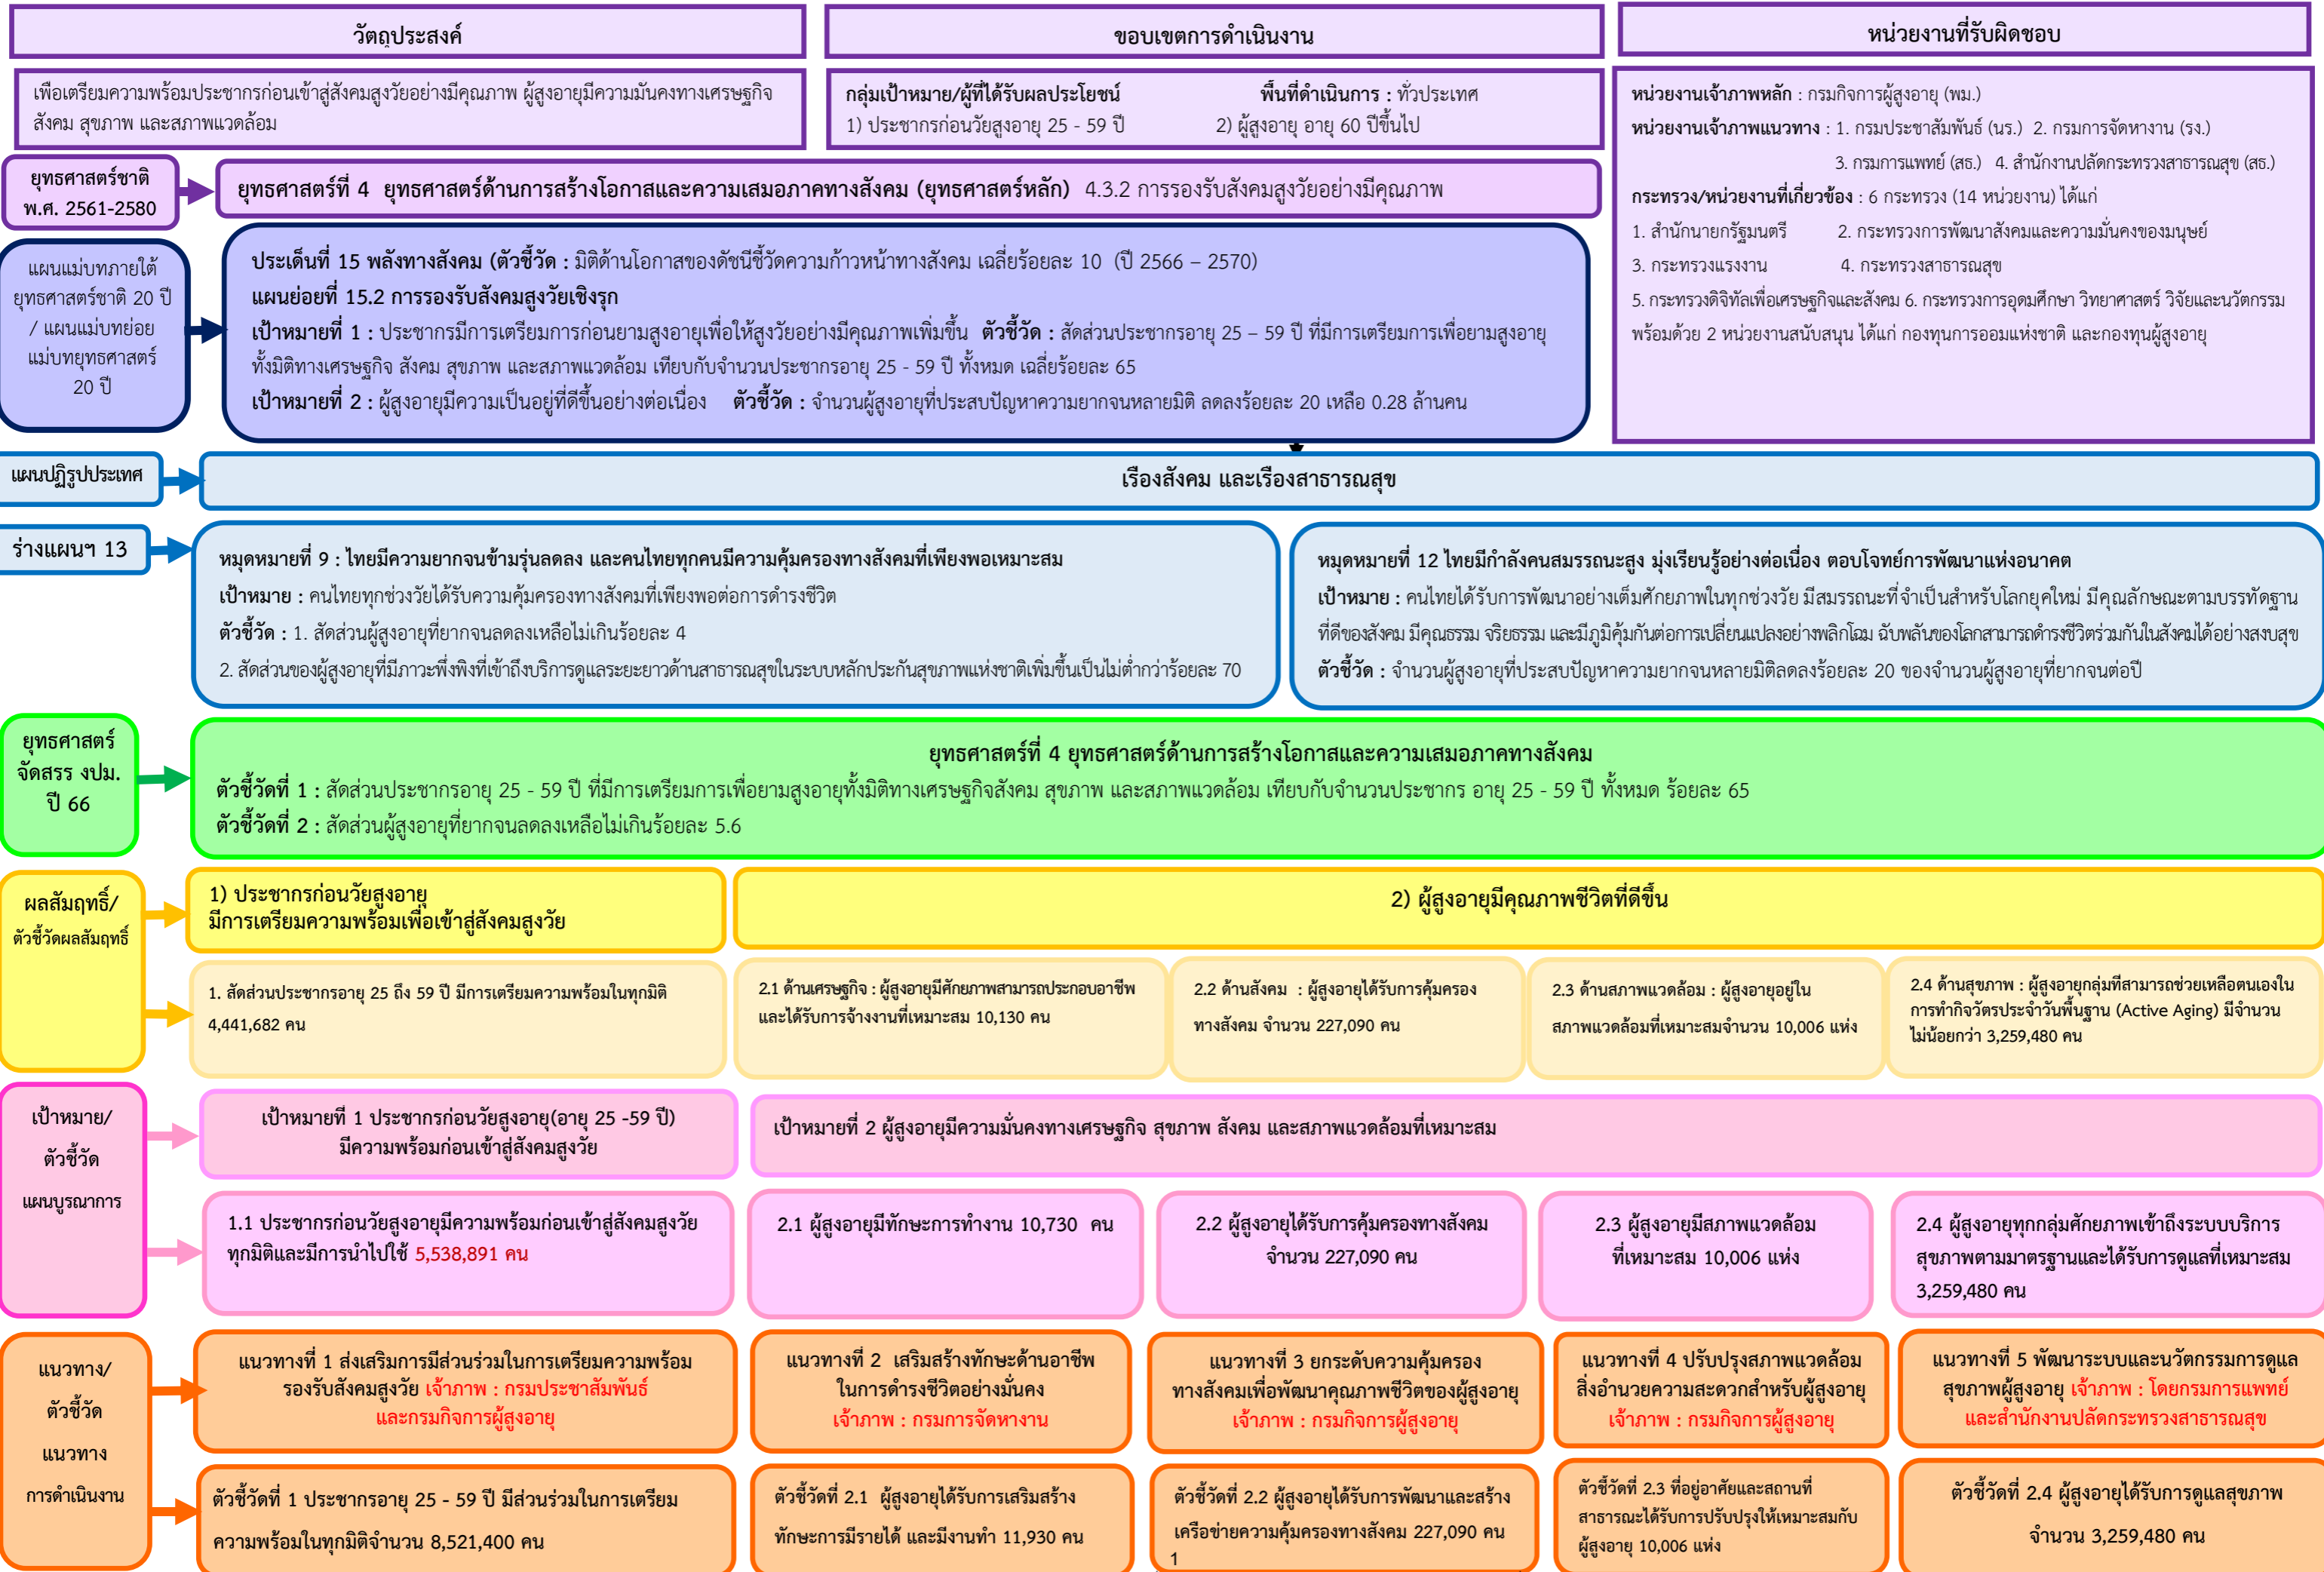 วัตถุประสงค์
เพื่อเตรียมความพร้อมประชากรก่อนเข้าสู่สังคมสูงวัยอย่างมีคุณภาพ ผู้สูงอายุมีความมั่นคงทางเศรษฐกิจ
สังคม สุขภาพ และสภาพแวดล้อม
ขอบเขตการดำเนินงาน
กลุ่มเป้าหมาย/ผู้ที่ได้รับผลประโยชน์ พื้นที่ดำเนินการ : ทั่วประเทศ
1) ประชากรก่อนวัยสูงอายุ 25 - 59 ปี 2) ผู้สูงอายุ อายุ 60 ปีขึ้นไป
หน่วยงานที่รับผิดชอบ
หน่วยงานเจ้าภาพหลัก : กรมกิจการผู้สูงอายุ (พม.)
หน่วยงานเจ้าภาพแนวทาง : 1. กรมประชาสัมพันธ์ (นร.) 2. กรมการจัดหางาน (รง.)
3. กรมการแพทย์ (สธ.) 4. สำนักงานปลัดกระทรวงสาธารณสุข (สธ.)
กระทรวง/หน่วยงานที่เกี่ยวข้อง : 6 กระทรวง (14 หน่วยงาน) ได้แก่
1. สำนักนายกรัฐมนตรี 2. กระทรวงการพัฒนาสังคมและความมั่นคงของมนุษย์
3. กระทรวงแรงงาน 4. กระทรวงสาธารณสุข
5. กระทรวงดิจิทัลเพื่อเศรษฐกิจและสังคม 6. กระทรวงการอุดมศึกษา วิทยาศาสตร์ วิจัยและนวัตกรรม
พร้อมด้วย 2 หน่วยงานสนับสนุน ได้แก่ กองทุนการออมแห่งชาติ และกองทุนผู้สูงอายุ
ยุทธศาสตร์ชาติ
พ.ศ. 2561-2580
ยุทธศาสตร์ที่ 4 ยุทธศาสตร์ด้านการสร้างโอกาสและความเสมอภาคทางสังคม (ยุทธศาสตร์หลัก) 4.3.2 การรองรับสังคมสูงวัยอย่างมีคุณภาพ
แผนแม่บทภายใต้
ยุทธศาสตร์ชาติ 20 ปี
/ แผนแม่บทย่อย
แม่บทยุทธศาสตร์
20 ปี
ประเด็นที่ 15 พลังทางสังคม (ตัวชี้วัด : มิติด้านโอกาสของดัชนีชี้วัดความก้าวหน้าทางสังคม เฉลี่ยร้อยละ 10 (ปี 2566 – 2570)
แผนย่อยที่ 15.2 การรองรับสังคมสูงวัยเชิงรุก
เป้าหมายที่ 1 : ประชากรมีการเตรียมการก่อนยามสูงอายุเพื่อให้สูงวัยอย่างมีคุณภาพเพิ่มขึ้น ตัวชี้วัด : สัดส่วนประชากรอายุ 25 – 59 ปี ที่มีการเตรียมการเพื่อยามสูงอายุ
ทั้งมิติทางเศรษฐกิจ สังคม สุขภาพ และสภาพแวดล้อม เทียบกับจำนวนประชากรอายุ 25 - 59 ปี ทั้งหมด เฉลี่ยร้อยละ 65
เป้าหมายที่ 2 : ผู้สูงอายุมีความเป็นอยู่ที่ดีขึ้นอย่างต่อเนื่อง ตัวชี้วัด : จำนวนผู้สูงอายุที่ประสบปัญหาความยากจนหลายมิติ ลดลงร้อยละ 20 เหลือ 0.28 ล้านคน
แผนปฏิรูปประเทศ
เรื่องสังคม และเรื่องสาธารณสุข
ร่างแผนฯ 13
หมุดหมายที่ 9 : ไทยมีความยากจนข้ามรุ่นลดลง และคนไทยทุกคนมีความคุ้มครองทางสังคมที่เพียงพอเหมาะสม
เป้าหมาย : คนไทยทุกช่วงวัยได้รับความคุ้มครองทางสังคมที่เพียงพอต่อการดำรงชีวิต
ตัวชี้วัด : 1. สัดส่วนผู้สูงอายุที่ยากจนลดลงเหลือไม่เกินร้อยละ 4
2. สัดส่วนของผู้สูงอายุที่มีภาวะพึ่งพิงที่เข้าถึงบริการดูแลระยะยาวด้านสาธารณสุขในระบบหลักประกันสุขภาพแห่งชาติเพิ่มขึ้นเป็นไม่ต่ำกว่าร้อยละ 70
หมุดหมายที่ 12 ไทยมีกำลังคนสมรรถนะสูง มุ่งเรียนรู้อย่างต่อเนื่อง ตอบโจทย์การพัฒนาแห่งอนาคต
เป้าหมาย : คนไทยได้รับการพัฒนาอย่างเต็มศักยภาพในทุกช่วงวัย มีสมรรถนะที่จำเป็นสำหรับโลกยุคใหม่ มีคุณลักษณะตามบรรทัดฐาน
ที่ดีของสังคม มีคุณธรรม จริยธรรม และมีภูมิคุ้มกันต่อการเปลี่ยนแปลงอย่างพลิกโฉม ฉับพลันของโลกสามารถดำรงชีวิตร่วมกันในสังคมได้อย่างสงบสุข
ตัวชี้วัด : จำนวนผู้สูงอายุที่ประสบปัญหาความยากจนหลายมิติลดลงร้อยละ 20 ของจำนวนผู้สูงอายุที่ยากจนต่อปี
ยุทธศาสตร์
จัดสรร งปม.
ปี 66
ยุทธศาสตร์ที่ 4 ยุทธศาสตร์ด้านการสร้างโอกาสและความเสมอภาคทางสังคม
ตัวชี้วัดที่ 1 : สัดส่วนประชากรอายุ 25 - 59 ปี ที่มีการเตรียมการเพื่อยามสูงอายุทั้งมิติทางเศรษฐกิจสังคม สุขภาพ และสภาพแวดล้อม เทียบกับจำนวนประชากร อายุ 25 - 59 ปี ทั้งหมด ร้อยละ 65
ตัวชี้วัดที่ 2 : สัดส่วนผู้สูงอายุที่ยากจนลดลงเหลือไม่เกินร้อยละ 5.6
ผลสัมฤทธิ์/
ตัวชี้วัดผลสัมฤทธิ์
1) ประชากรก่อนวัยสูงอายุ
มีการเตรียมความพร้อมเพื่อเข้าสู่สังคมสูงวัย
2) ผู้สูงอายุมีคุณภาพชีวิตที่ดีขึ้น
1. สัดส่วนประชากรอายุ 25 ถึง 59 ปี มีการเตรียมความพร้อมในทุกมิติ
4,441,682 คน
2.1 ด้านเศรษฐกิจ : ผู้สูงอายุมีศักยภาพสามารถประกอบอาชีพ
และได้รับการจ้างงานที่เหมาะสม 10,130 คน
2.2 ด้านสังคม : ผู้สูงอายุได้รับการคุ้มครอง
ทางสังคม จำนวน 227,090 คน
2.3 ด้านสภาพแวดล้อม : ผู้สูงอายุอยู่ใน
สภาพแวดล้อมที่เหมาะสมจำนวน 10,006 แห่ง
2.4 ด้านสุขภาพ : ผู้สูงอายุกลุ่มที่สามารถช่วยเหลือตนเองใน
การทำกิจวัตรประจำวันพื้นฐาน (Active Aging) มีจำนวน
ไม่น้อยกว่า 3,259,480 คน
เป้าหมาย/
ตัวชี้วัด
แผนบูรณาการ
เป้าหมายที่ 1 ประชากรก่อนวัยสูงอายุ(อายุ 25 -59 ปี)
มีความพร้อมก่อนเข้าสู่สังคมสูงวัย
เป้าหมายที่ 2 ผู้สูงอายุมีความมั่นคงทางเศรษฐกิจ สุขภาพ สังคม และสภาพแวดล้อมที่เหมาะสม
1.1 ประชากรก่อนวัยสูงอายุมีความพร้อมก่อนเข้าสู่สังคมสูงวัย
ทุกมิติและมีการนำไปใช้ 5,538,891 คน
2.1 ผู้สูงอายุมีทักษะการทำงาน 10,730 คน
2.2 ผู้สูงอายุได้รับการคุ้มครองทางสังคม
จำนวน 227,090 คน
2.3 ผู้สูงอายุมีสภาพแวดล้อม
ที่เหมาะสม 10,006 แห่ง
2.4 ผู้สูงอายุทุกกลุ่มศักยภาพเข้าถึงระบบบริการ
สุขภาพตามมาตรฐานและได้รับการดูแลที่เหมาะสม
3,259,480 คน
แนวทาง/
ตัวชี้วัด
แนวทาง
การดำเนินงาน
แนวทางที่ 1 ส่งเสริมการมีส่วนร่วมในการเตรียมความพร้อม
รองรับสังคมสูงวัย เจ้าภาพ : กรมประชาสัมพันธ์
และกรมกิจการผู้สูงอายุ
แนวทางที่ 2 เสริมสร้างทักษะด้านอาชีพ
ในการดำรงชีวิตอย่างมั่นคง
เจ้าภาพ : กรมการจัดหางาน
แนวทางที่ 3 ยกระดับความคุ้มครอง
ทางสังคมเพื่อพัฒนาคุณภาพชีวิตของผู้สูงอายุ
เจ้าภาพ : กรมกิจการผู้สูงอายุ
แนวทางที่ 4 ปรับปรุงสภาพแวดล้อม
สิ่งอำนวยความสะดวกสำหรับผู้สูงอายุ
เจ้าภาพ : กรมกิจการผู้สูงอายุ
แนวทางที่ 5 พัฒนาระบบและนวัตกรรมการดูแล
สุขภาพผู้สูงอายุ เจ้าภาพ : โดยกรมการแพทย์
และสำนักงานปลัดกระทรวงสาธารณสุข
ตัวชี้วัดที่ 1 ประชากรอายุ 25 - 59 ปี มีส่วนร่วมในการเตรียม
ความพร้อมในทุกมิติจำนวน 8,521,400 คน
ตัวชี้วัดที่ 2.1 ผู้สูงอายุได้รับการเสริมสร้าง
ทักษะการมีรายได้ และมีงานทำ 11,930 คน
ตัวชี้วัดที่ 2.2 ผู้สูงอายุได้รับการพัฒนาและสร้าง
เครือข่ายความคุ้มครองทางสังคม 227,090 คน
1
ตัวชี้วัดที่ 2.3 ที่อยู่อาศัยและสถานที่
สาธารณะได้รับการปรับปรุงให้เหมาะสมกับ
ผู้สูงอายุ 10,006 แห่ง
ตัวชี้วัดที่ 2.4 ผู้สูงอายุได้รับการดูแลสุขภาพ
จำนวน 3,259,480 คน